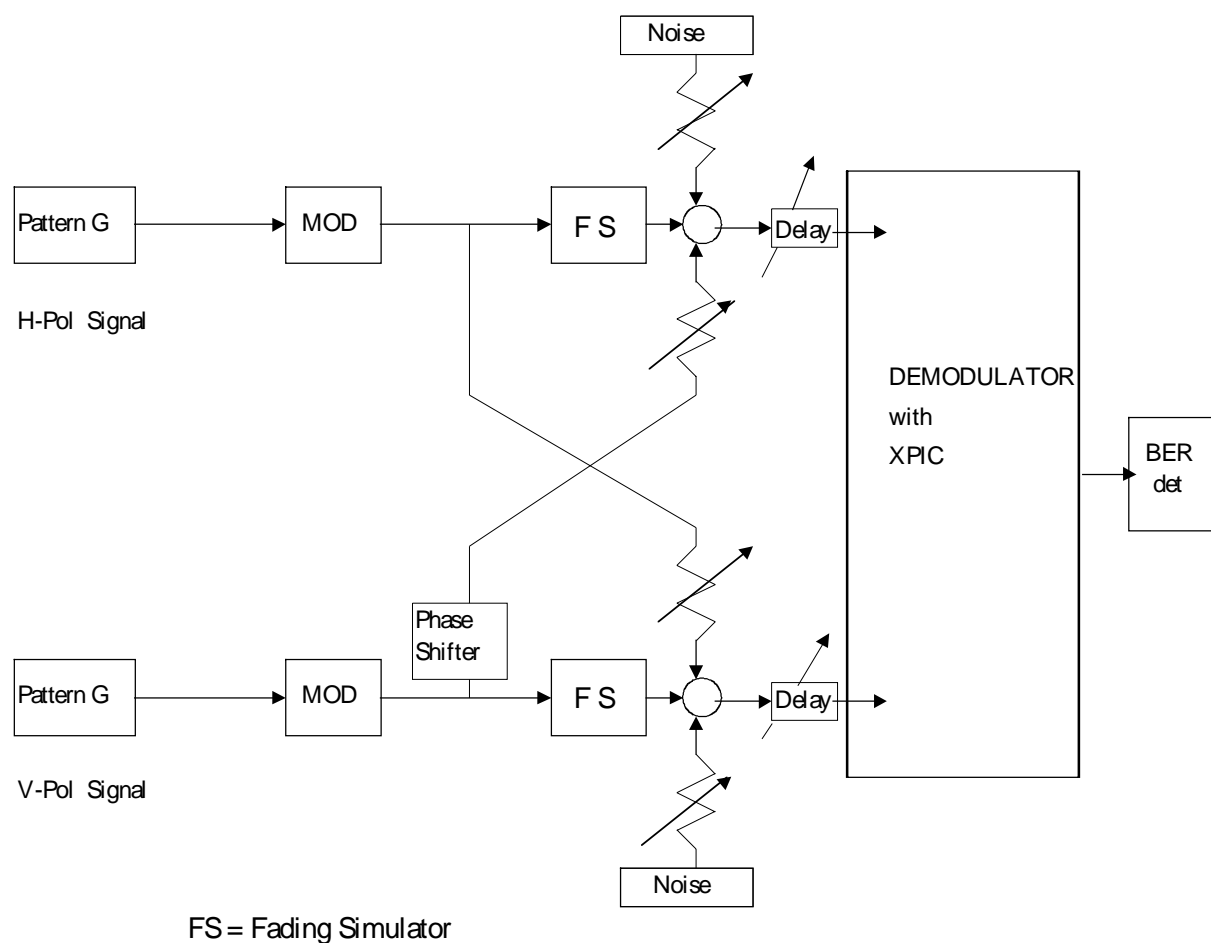 Noise
Pattern G
MOD
F S
Delay
H-Pol Signal
DEMODULATOR
with
XPIC
BER
det
Phase
Shifter
Pattern G
MOD
F S
Delay
V-Pol Signal
Noise
FS = Fading Simulator